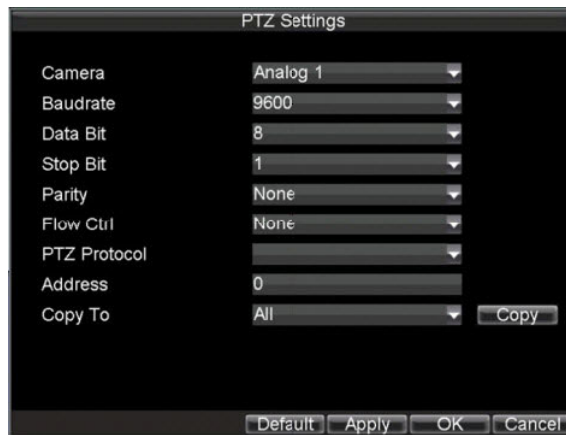 PTZ Settings
Camera Analog 1
Baudrate 9600
Data Bit 8
Stop Bit 1
Parity None
Flow Ctrl None
PTZ Protocol
Address 0
Copy To All Copy
Default Apply OK Cancel